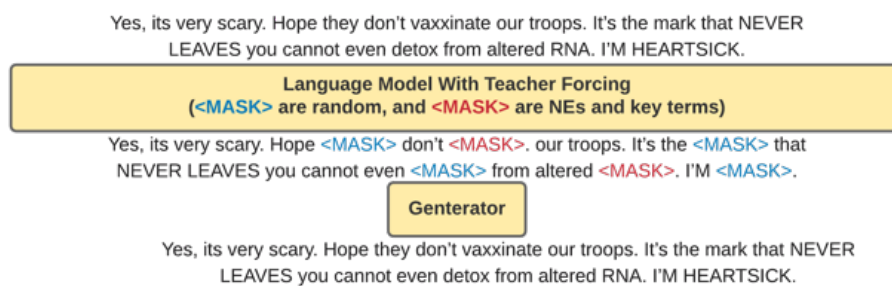 Yes, its very scary. Hope they don't vaxxinate our troops. It's the mark that NEVER
LEAVES you cannot even detox from altered RNA. I'M HEARTSICK.
Language Model With Teacher Forcing
(<MASK> are random, and <MASK> are NEs and key terms)
Yes, its very scary. Hope <MASK> don't <MASK>. our troops. It's the <MASK> that
NEVER LEAVES you cannot even <MASK> from altered <MASK>. I'M <MASK>.
Genterator
Yes, its very scary. Hope they don't vaxxinate our troops. It's the mark that NEVER
LEAVES you cannot even detox from altered RNA. I'M HEARTSICK.